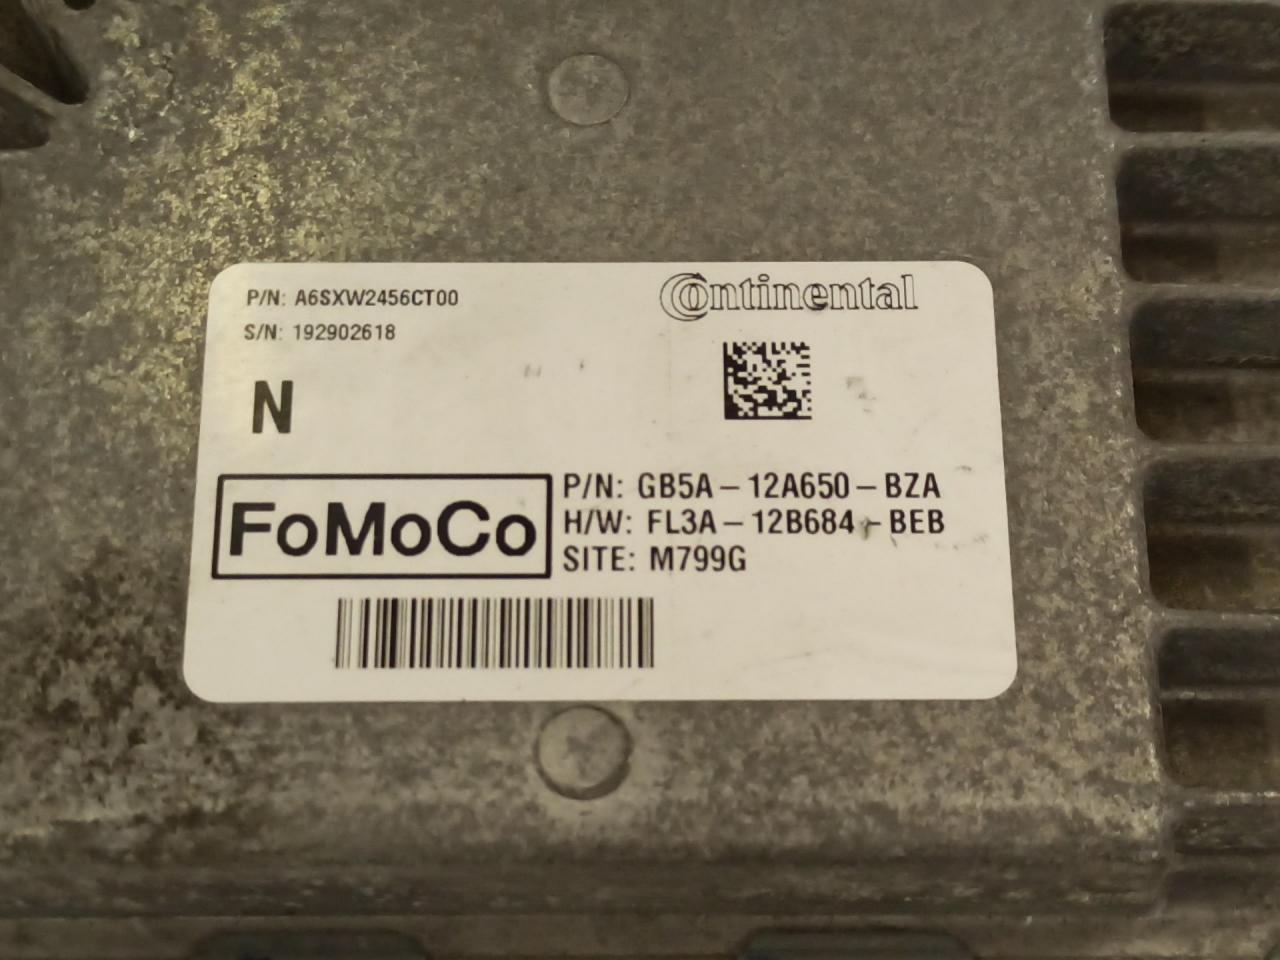 P/N: A6SXW2456CT00
Continental
S/N: 192902618
N
FoMoCo
P/N: GB5A-12A650-BZA
H/W: FL3A-12B684-BEB
SITE: M799G